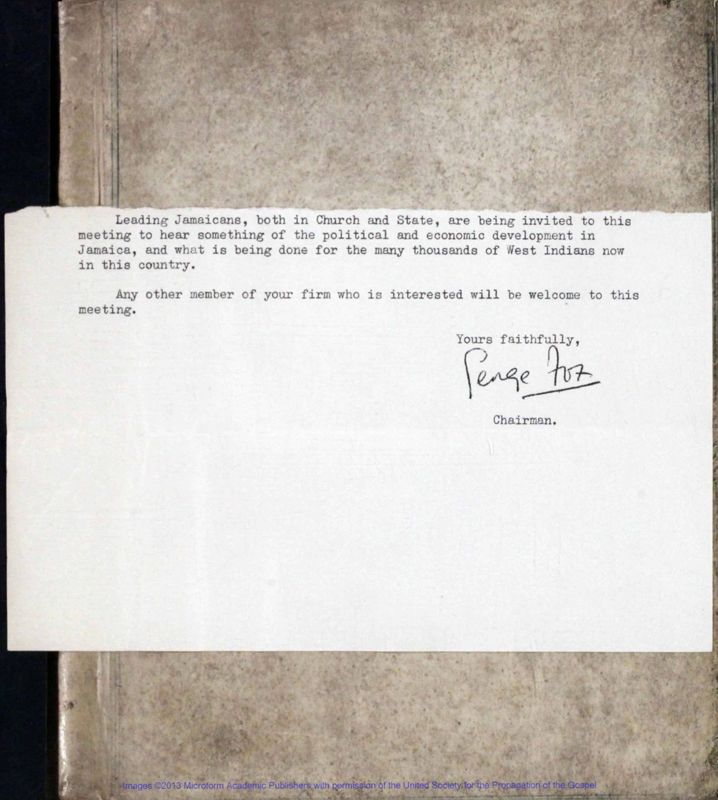 Leading Jamaicans, both in Church and State, are being invited to this
meeting to hear something of the political and economic development in
Jamaica, and what is being done for the many thousands of West Indians now
in this country.
Any other member of your firm who is interested will be welcome to this
meeting.
Yours faithfully,
George Fox
Chairman.
Images ©2013 Microform Academic Publishers with permission of the United Society for the Propagation of the Gospel